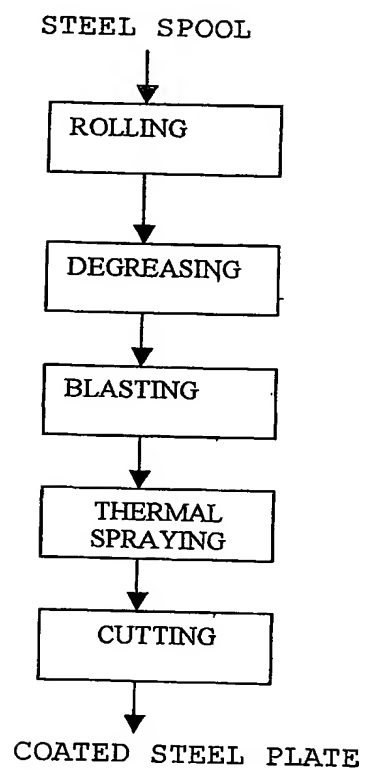 STEEL SPOOL
ROLLING
DEGREASING
BLASTING
THERMAL
SPRAYING
CUTTING
COATED STEEL PLATE